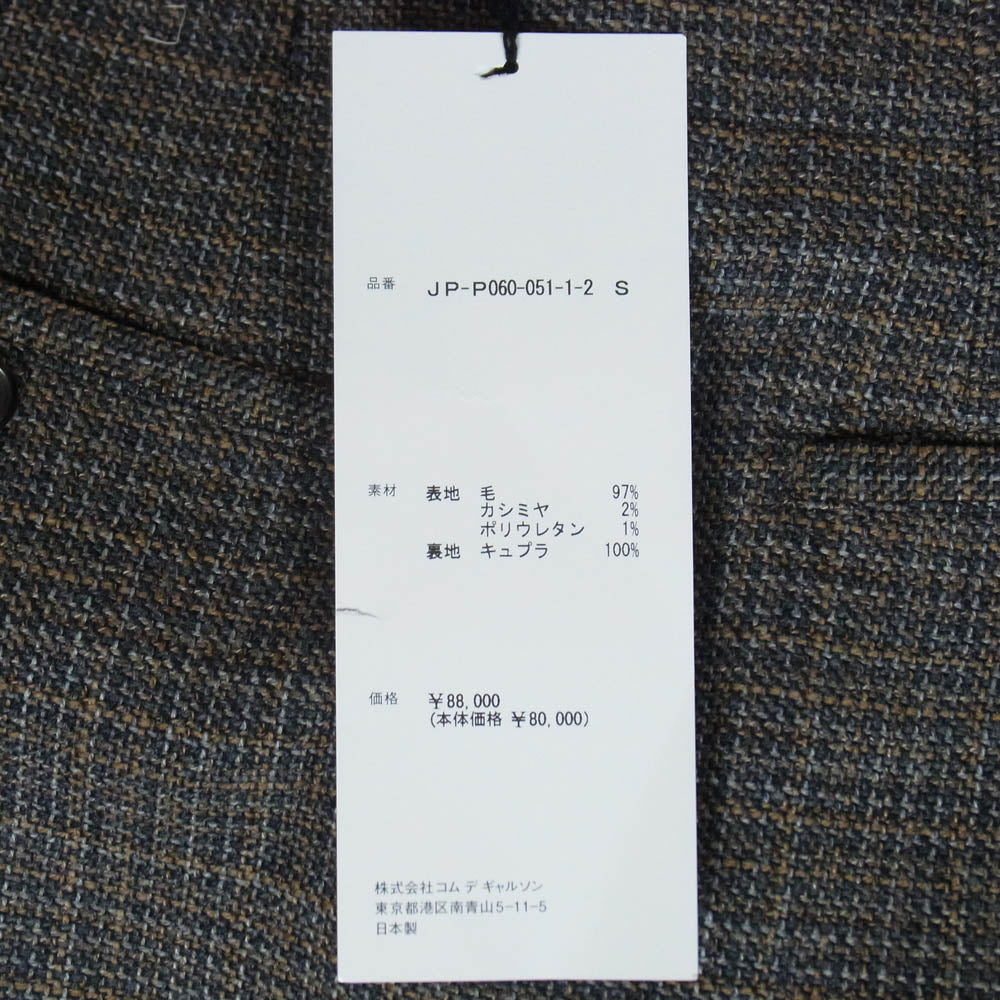 品番 JP-P060-051-1-2 S
素材 表地 毛 97%
カシミヤ 2%
ポリウレタン 1%
裏地 キュプラ 100%
価格 ¥88,000
(本体価格 ¥80,000)
株式会社コム デ ギャルソン
東京都港区南青山5-11-5
日本製